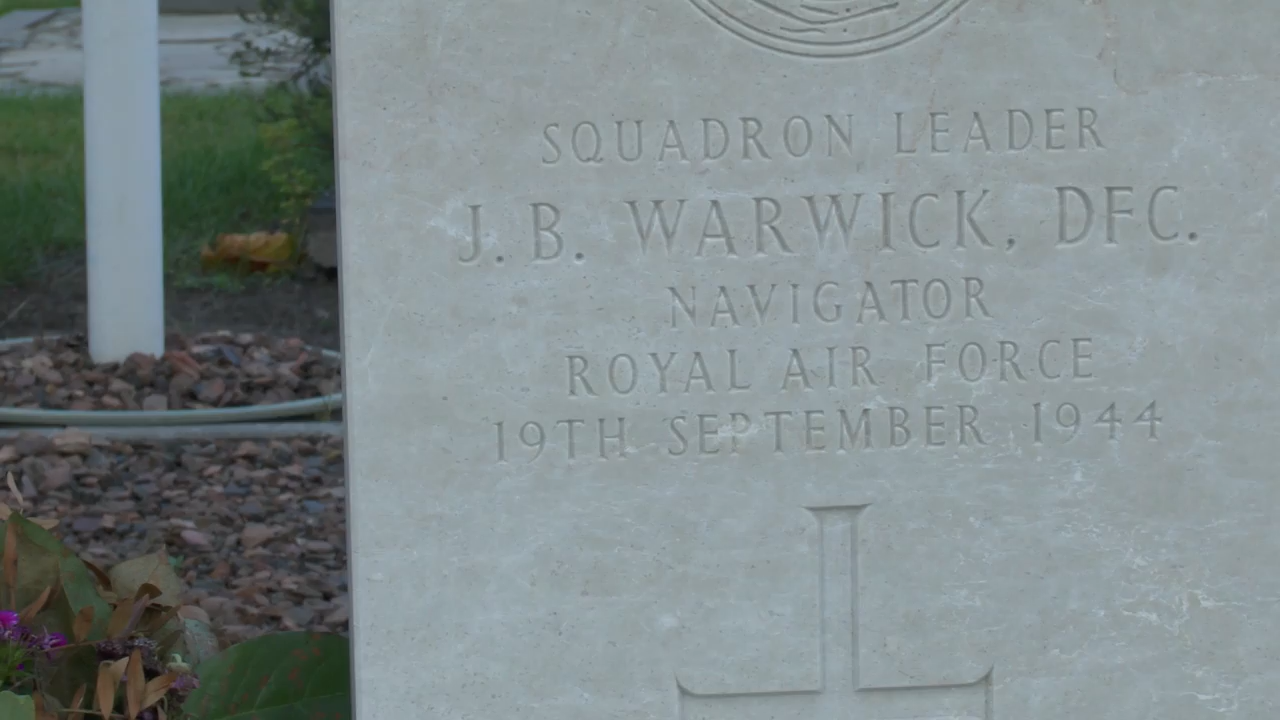 SQUADRON LEADER
J. B. WARWICK, DFC.
NAVIGATOR
ROYAL AIR FORCE
19TH SEPTEMBER 1944